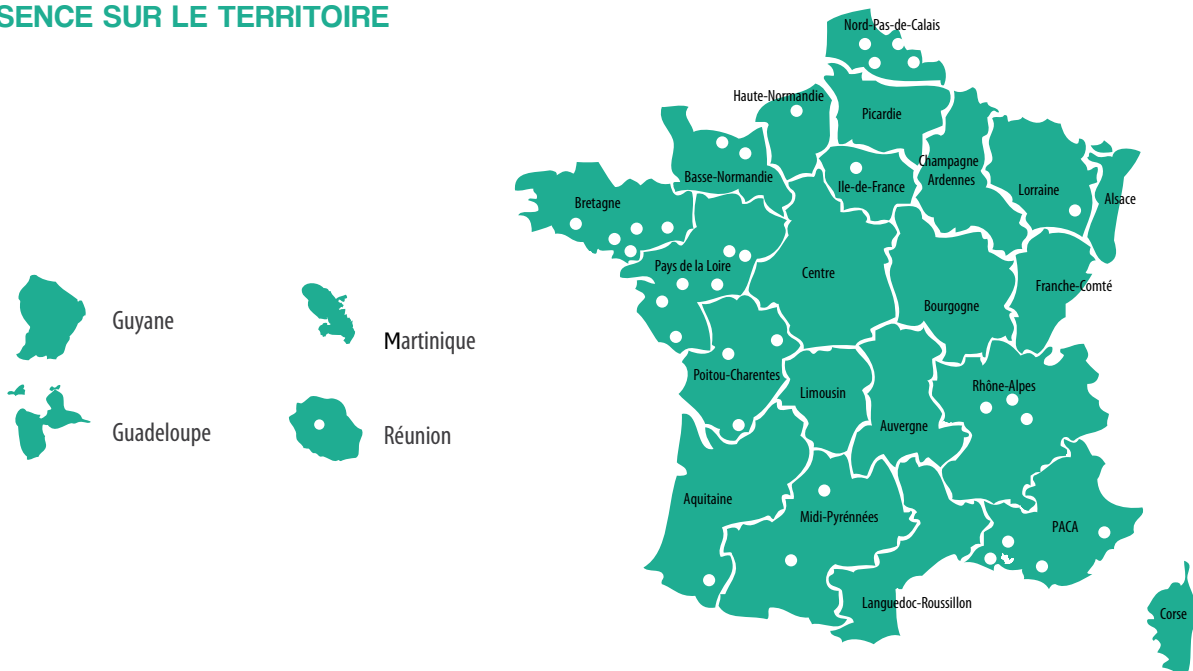 SENCE SUR LE TERRITOIRE
Nord-Pas-de-Calais
Haute-Normandie
Picardie
Champagne
Ardennes
Basse-Normandie
Ile-de-France
Lorraine
Alsace
Bretagne
Pays de la Loire
Centre
Franche-Comté
Bourgogne
Guyane
Martinique
Poitou-Charentes
Limousin
Rhône-Alpes
Auvergne
Guadeloupe
Réunion
Aquitaine
Midi-Pyrénnées
PACA
Languedoc-Roussillon
Corse